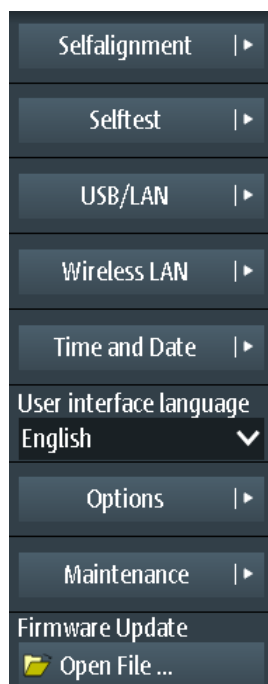 Selfalignment
Selftest
USB/LAN
Wireless LAN
Time and Date
User interface language
English
Options
Maintenance
Firmware Update
Open File ...